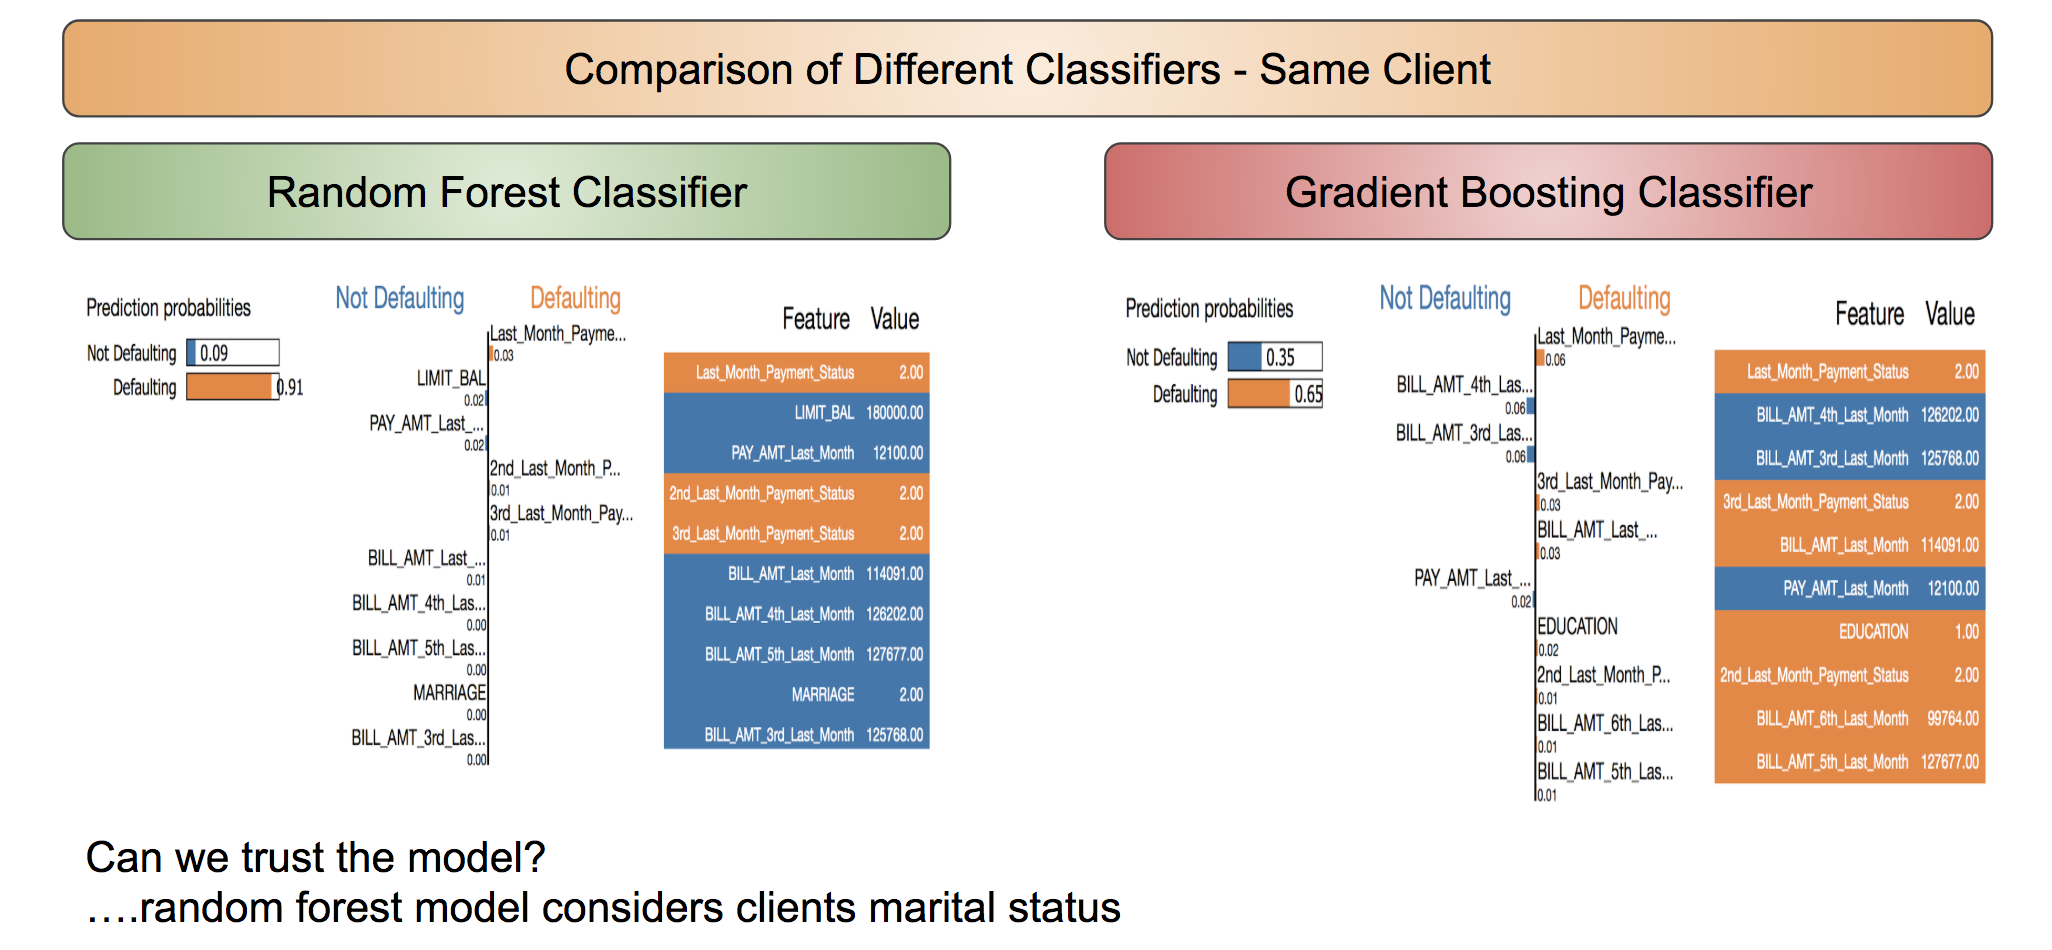 Comparison of Different Classifiers - Same Client
Random Forest Classifier
Prediction probabilities
Not Defaulting 0.09
Defaulting 0.91
Not Defaulting Defaulting
Last_Month_Payme...
0.03
LIMIT_BAL
0.02
PAY_AMT_Last_...
0.02
2nd_Last_Month_P...
0.01
3rd_Last_Month_Pay...
0.01
BILL_AMT_Last_...
0.01
BILL_AMT_4th_Las...
0.00
BILL_AMT_5th_Las...
0.00
MARRIAGE
0.00
BILL_AMT_3rd_Las...
0.00
Feature Value
Last_Month_Payment_Status 2.00
LIMIT_BAL 180000.00
PAY_AMT_Last_Month 12100.00
2nd_Last_Month_Payment_Status 2.00
3rd_Last_Month_Payment_Status 2.00
BILL_AMT_Last_Month 114091.00
BILL_AMT_4th_Last_Month 126202.00
BILL_AMT_5th_Last_Month 127677.00
MARRIAGE 2.00
BILL_AMT_3rd_Last_Month 125768.00
Gradient Boosting Classifier
Prediction probabilities
Not Defaulting 0.35
Defaulting 0.65
Not Defaulting Defaulting
Last_Month_Payme...
0.06
BILL_AMT_4th_Las...
0.06
BILL_AMT_3rd_Las...
0.06
3rd_Last_Month_Pay...
0.03
BILL_AMT_Last_...
0.03
PAY_AMT_Last_...
0.02
EDUCATION
0.02
2nd_Last_Month_P...
0.01
BILL_AMT_6th_Las...
0.01
BILL_AMT_5th_Las...
0.01
Feature Value
Last_Month_Payment_Status 2.00
BILL_AMT_4th_Last_Month 126202.00
BILL_AMT_3rd_Last_Month 125768.00
3rd_Last_Month_Payment_Status 2.00
BILL_AMT_Last_Month 114091.00
PAY_AMT_Last_Month 12100.00
EDUCATION 1.00
2nd_Last_Month_Payment_Status 2.00
BILL_AMT_6th_Last_Month 99764.00
BILL_AMT_5th_Last_Month 127677.00
Can we trust the model?
....random forest model considers clients marital status